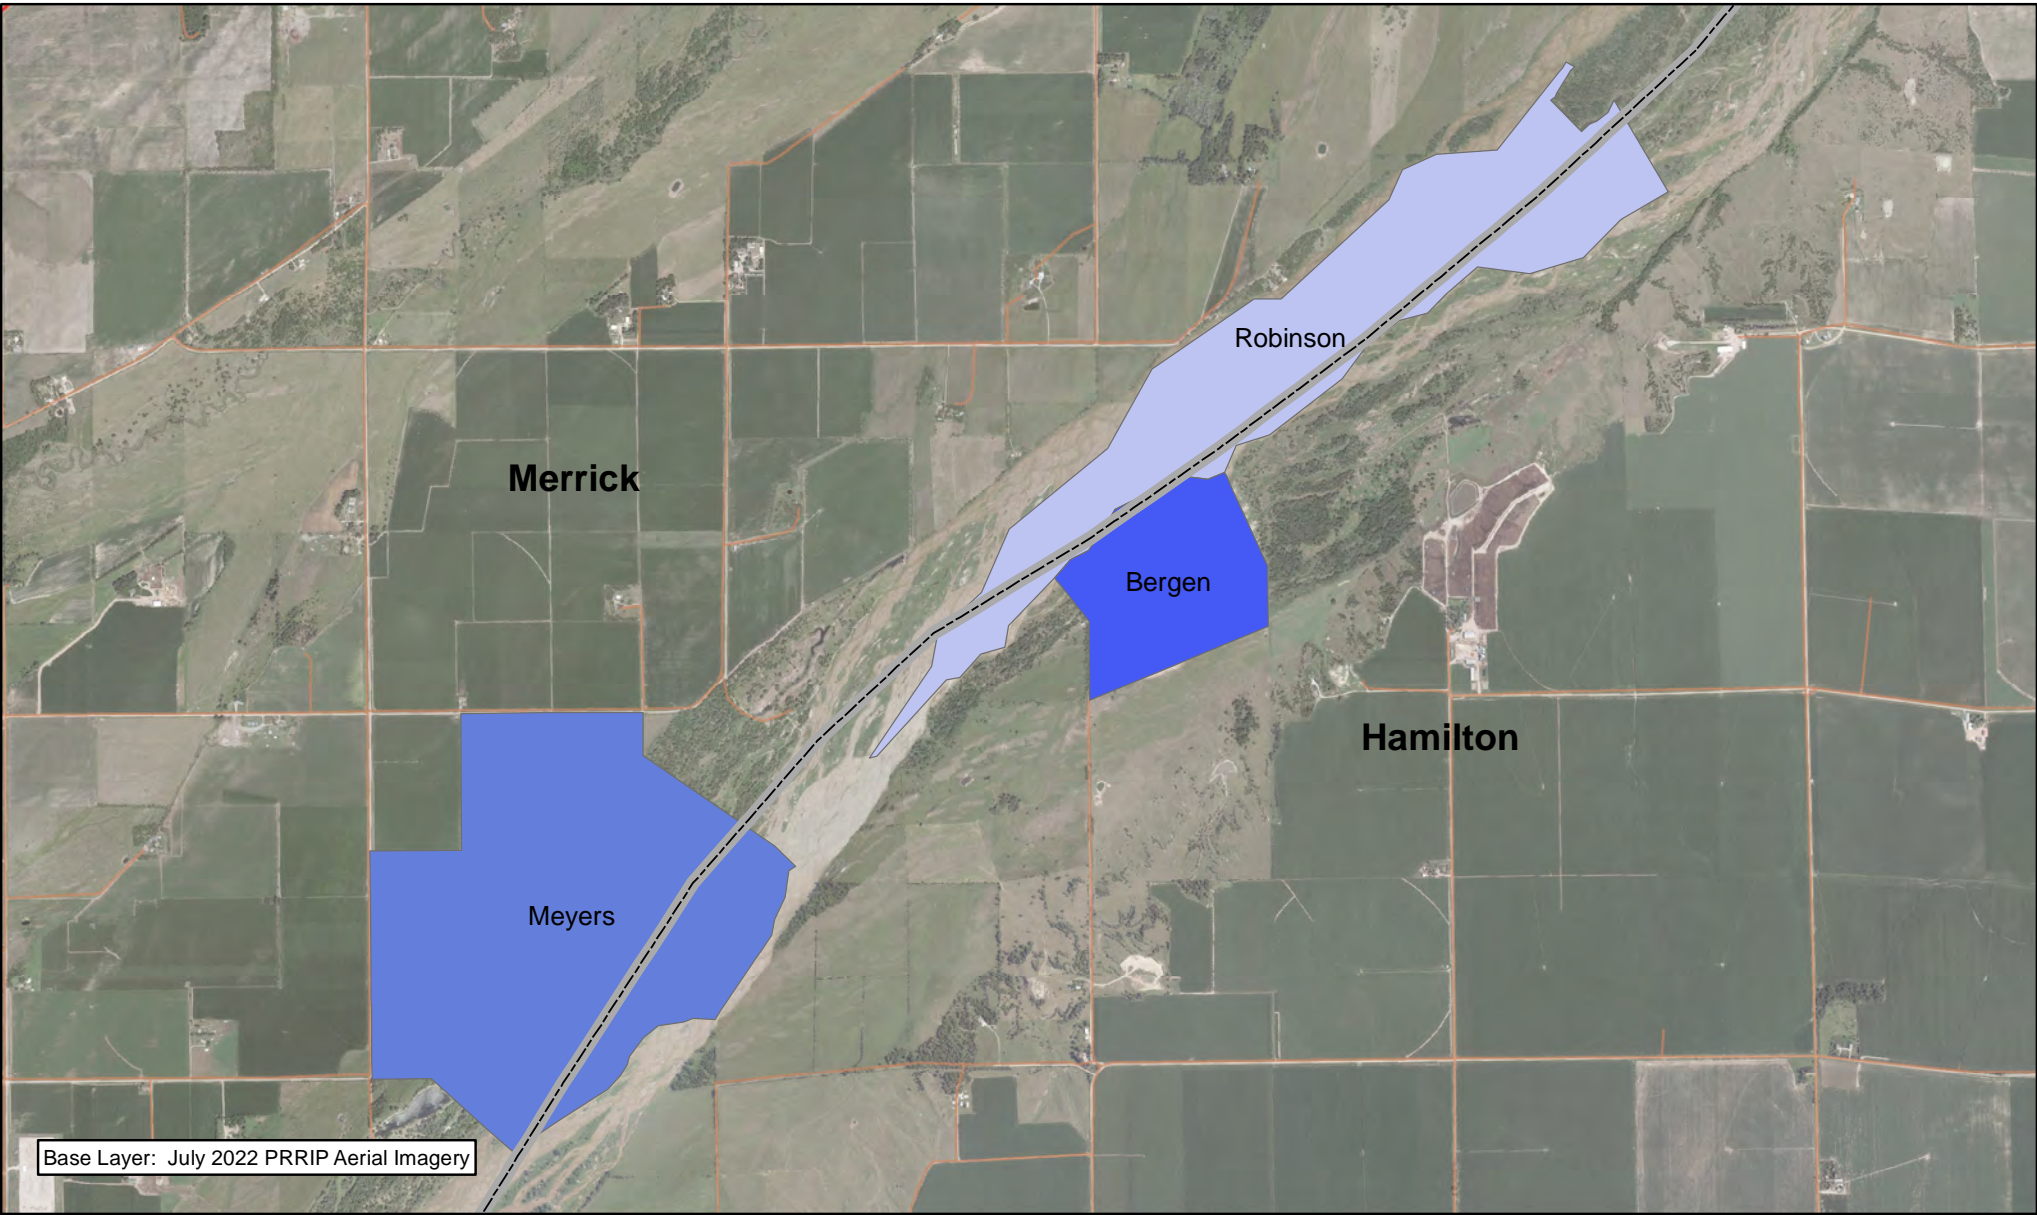 Robinson
Merrick
Bergen
Hamilton
Meyers
Base Layer: July 2022 PRRIP Aerial Imagery